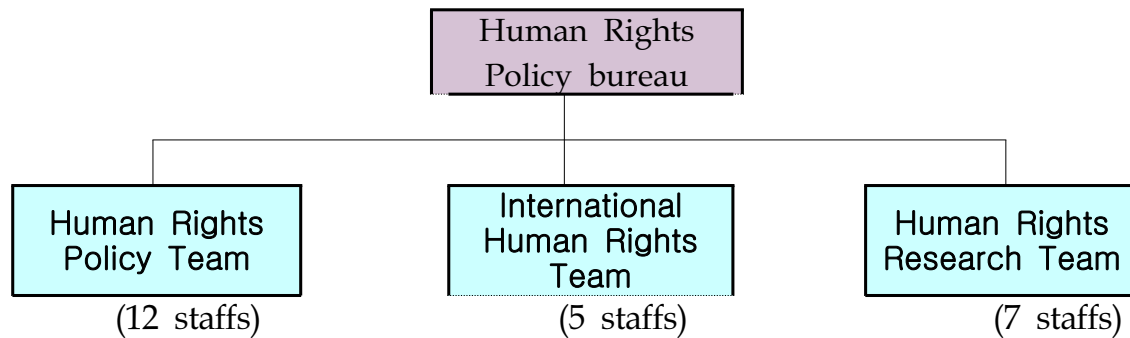 Human Rights
Policy bureau
Human Rights
Policy Team
International
Human Rights
Team
Human Rights
Research Team
(12 staffs)
(5 staffs)
(7 staffs)